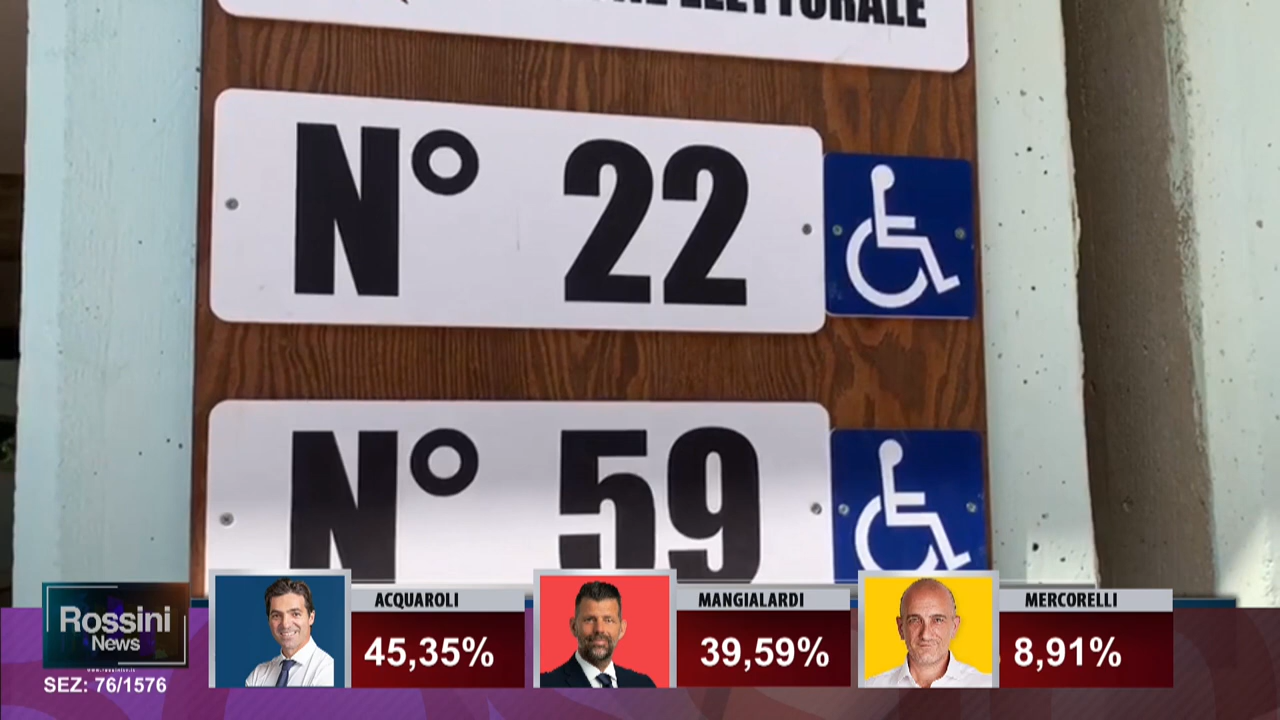 ELETTORALE
N° 22
N° 59
Rossini
News
SEZ: 76/1576
ACQUAROLI
45,35%
MANGIALARDI
39,59%
MERCORELLI
8,91%